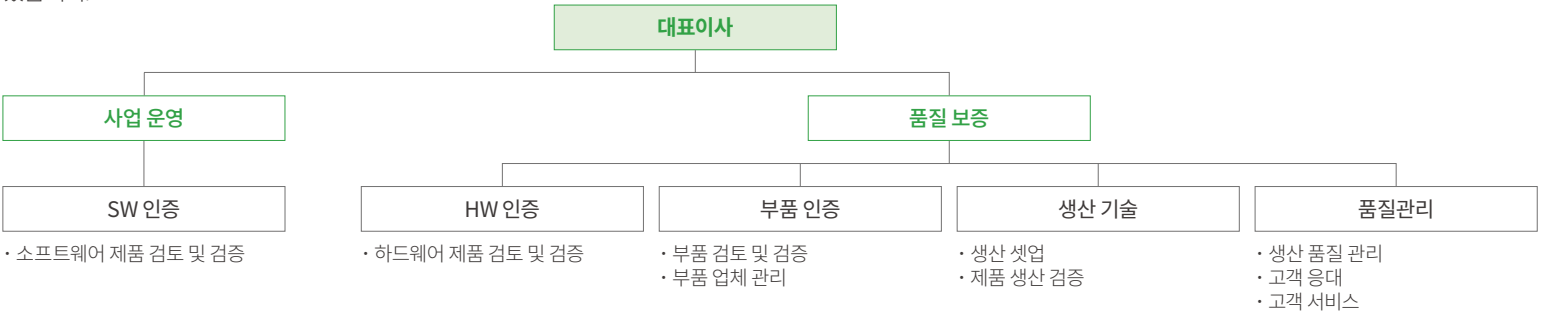 대표이사
사업 운영
품질 보증
SW 인증
HW 인증
부품 인증
생산 기술
품질관리
· 소프트웨어 제품 검토 및 검증
· 하드웨어 제품 검토 및 검증
· 부품 검토 및 검증
· 부품 업체 관리
· 생산 셋업
· 제품 생산 검증
· 생산 품질 관리
· 고객 응대
· 고객 서비스